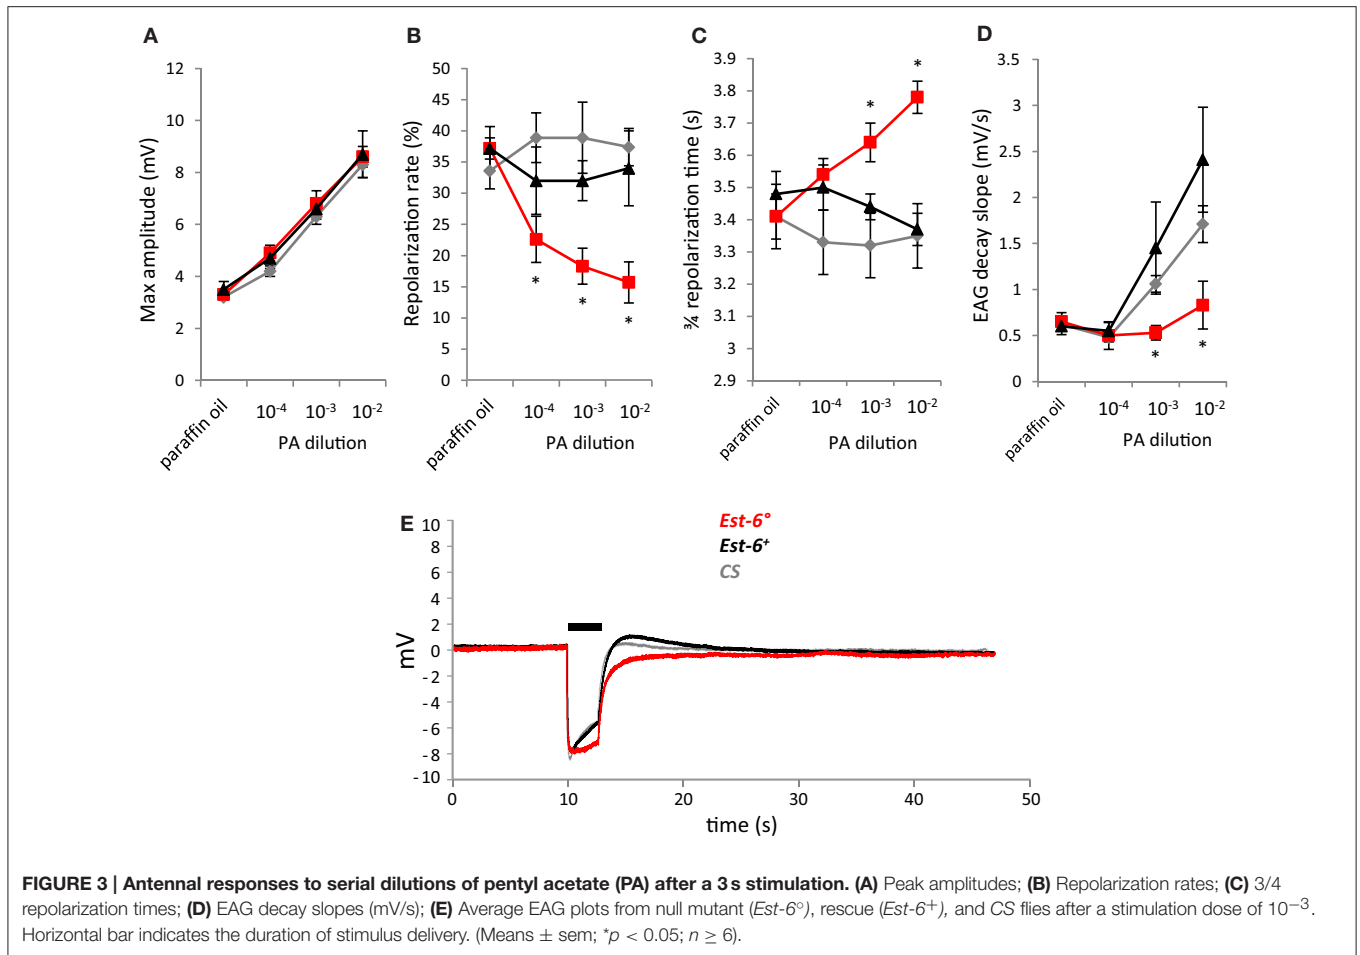 A
Max amplitude (mV)
12
10
8
6
4
2
0
paraffin oil
10⁻⁴
10⁻³
10⁻²
PA dilution
B
Repolarization rate (%)
50
45
40
35
30
25
20
15
10
5
0
*
*
*
paraffin oil
10⁻⁴
10⁻³
10⁻²
PA dilution
C
¾ repolarization time (s)
3.9
3.8
3.7
3.6
3.5
3.4
3.3
3.2
3.1
3
2.9
*
*
paraffin oil
10⁻⁴
10⁻³
10⁻²
PA dilution
D
EAG decay slope (mV/s)
3.5
3
2.5
2
1.5
1
0.5
0
*
*
paraffin oil
10⁻⁴
10⁻³
10⁻²
PA dilution
E
mV
10
8
6
4
2
0
-2
-4
-6
-8
-10
Est-6°
Est-6⁺
CS
0
10
20
30
40
50
time (s)
FIGURE 3 | Antennal responses to serial dilutions of pentyl acetate (PA) after a 3 s stimulation. (A) Peak amplitudes; (B) Repolarization rates; (C) 3/4
repolarization times; (D) EAG decay slopes (mV/s); (E) Average EAG plots from null mutant (Est-6°), rescue (Est-6⁺), and CS flies after a stimulation dose of 10⁻³.
Horizontal bar indicates the duration of stimulus delivery. (Means ± sem; *p < 0.05; n ≥ 6).